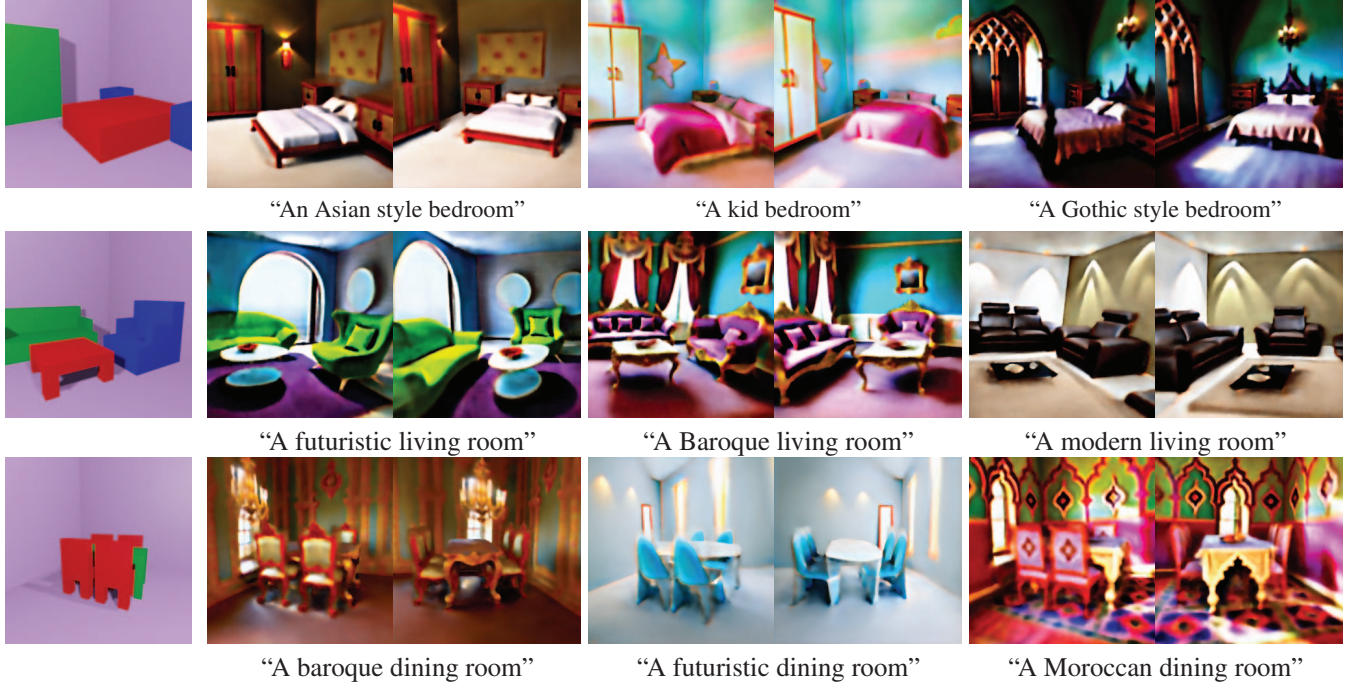 “An Asian style bedroom”
“A kid bedroom”
“A Gothic style bedroom”
“A futuristic living room”
“A Baroque living room”
“A modern living room”
“A baroque dining room”
“A futuristic dining room”
“A Moroccan dining room”